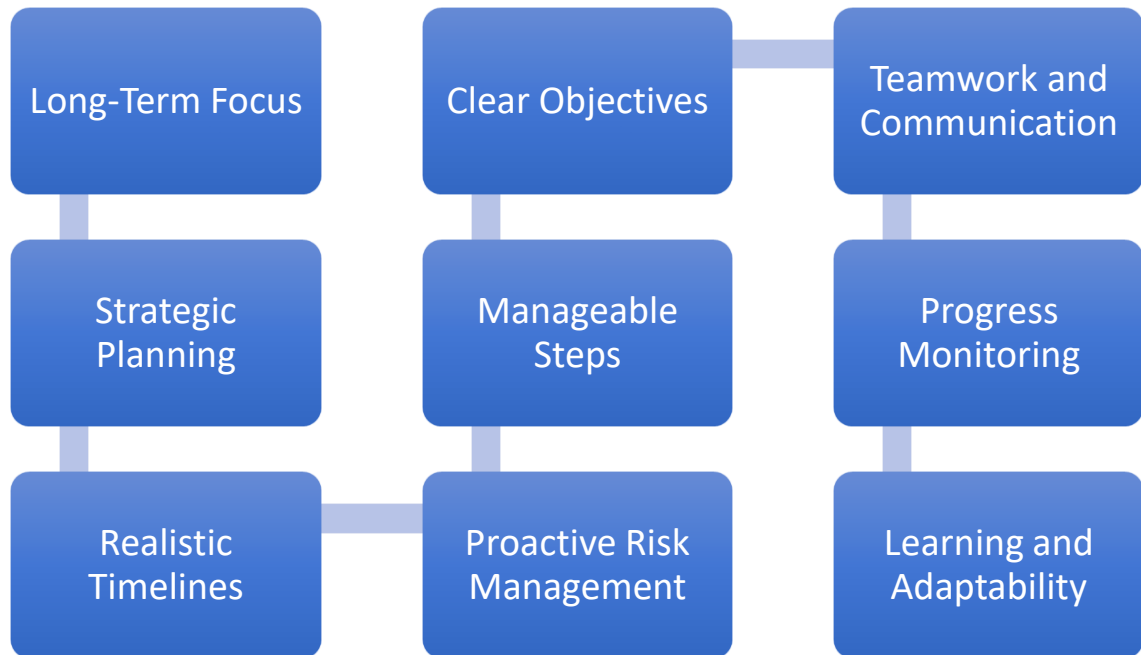 Long-Term Focus
Strategic
Planning
Realistic
Timelines
Proactive Risk
Management
Manageable
Steps
Clear Objectives
Teamwork and
Communication
Progress
Monitoring
Learning and
Adaptability